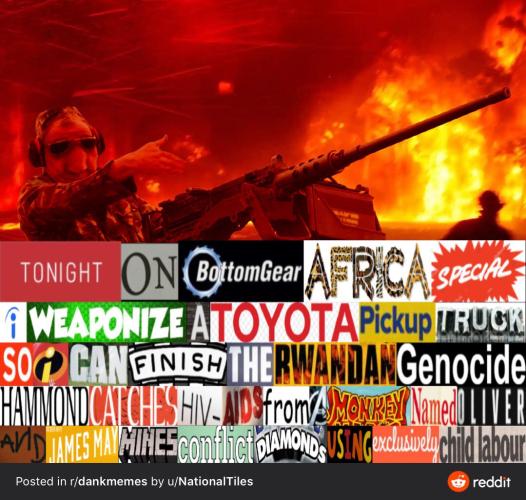 TONIGHT ON BottomGear AFRICA SPECIAL
i WEAPONIZE A TOYOTA Pickup TRUCK
SO i CAN FINISH THE RWANDAN Genocide
HAMMOND CATCHES HIV- AIDS from A MONKEY Named OLIVER
AND JAMES MAY MINES conflict DIAMONDS USING exclusively child labour
Posted in r/dankmemes by u/NationalTiles
reddit